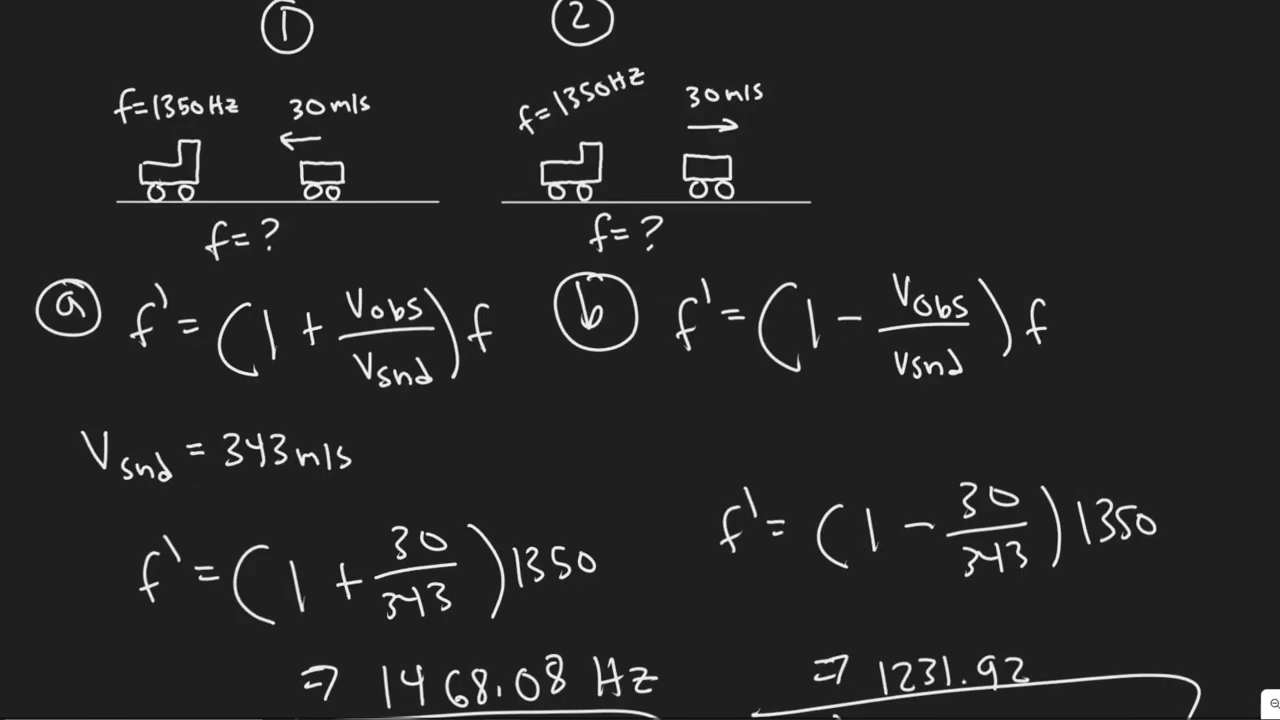 ① ②
f=1350Hz 30m/s f=1350Hz 30m/s
f=? f=?
ⓐ f' = (1 + Vobs/Vsnd) f ⓑ f' = (1 - Vobs/Vsnd) f
Vsnd = 343m/s
f' = (1 + 30/343) 1350 f' = (1 - 30/343) 1350
⇒ 1468.08 Hz ⇒ 1231.92